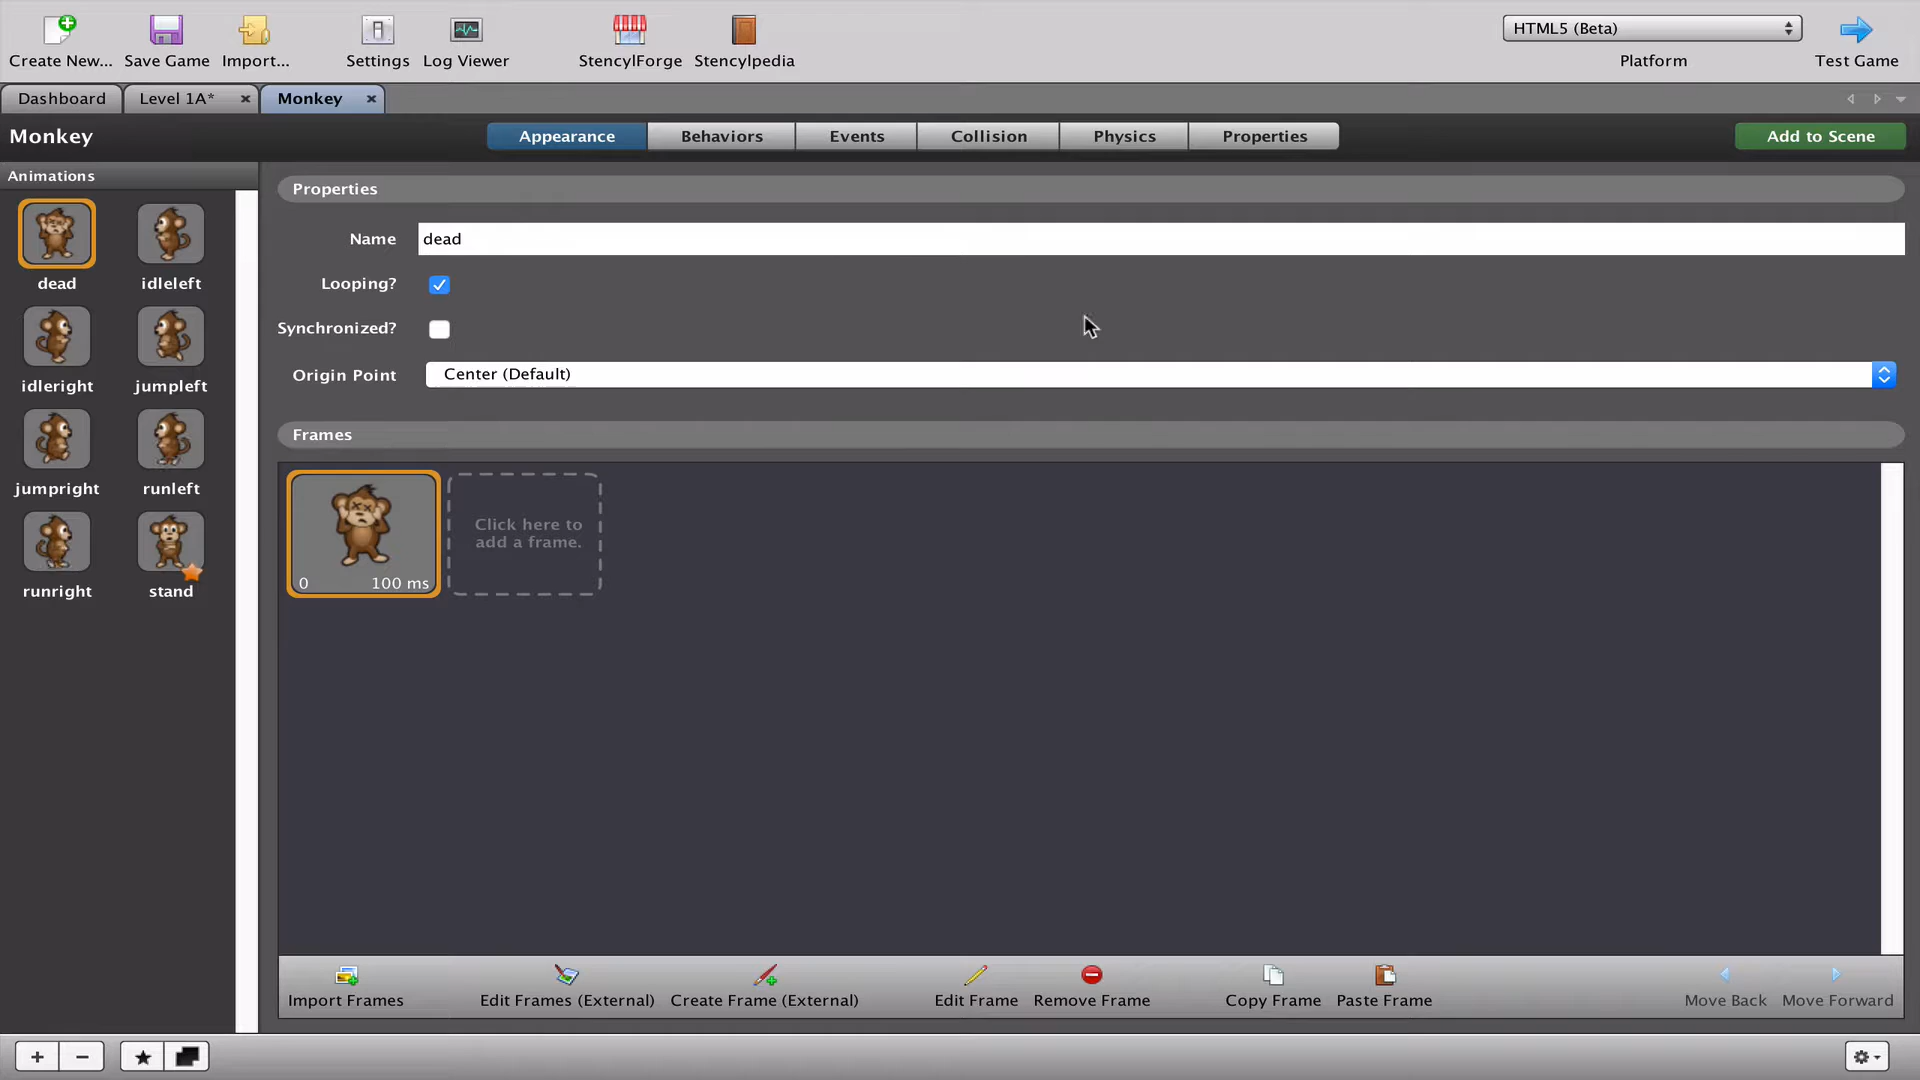 Create New...
Save Game
Import...
Settings
Log Viewer
StencylForge
Stencylpedia
HTML5 (Beta)
Platform
Test Game
Dashboard
Level 1A*
Monkey
Monkey
Appearance
Behaviors
Events
Collision
Physics
Properties
Add to Scene
Animations
dead
idleleft
idleright
jumpleft
jumpright
runleft
runright
stand
Properties
Name
dead
Looping?
Synchronized?
Origin Point
Center (Default)
Frames
0
100 ms
Click here to
add a frame.
Import Frames
Edit Frames (External)
Create Frame (External)
Edit Frame
Remove Frame
Copy Frame
Paste Frame
Move Back
Move Forward